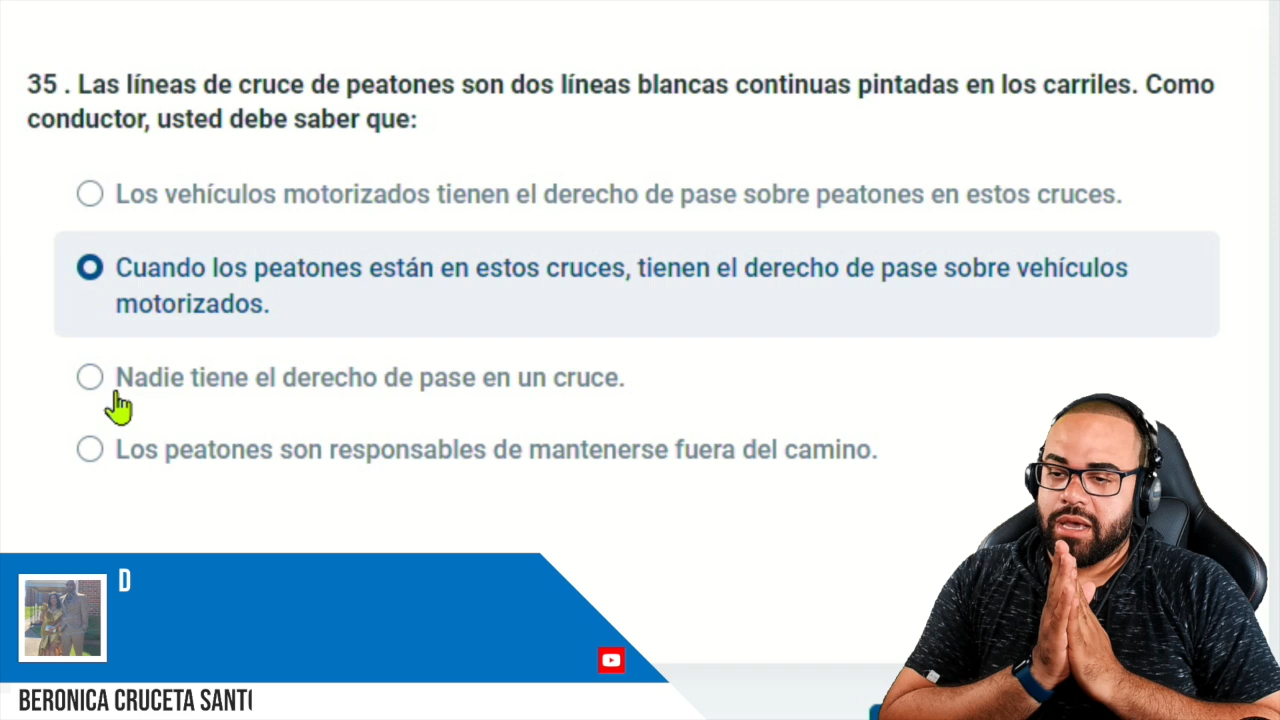 35 . Las líneas de cruce de peatones son dos líneas blancas continuas pintadas en los carriles. Como
conductor, usted debe saber que:
Los vehículos motorizados tienen el derecho de pase sobre peatones en estos cruces.
Cuando los peatones están en estos cruces, tienen el derecho de pase sobre vehículos
motorizados.
Nadie tiene el derecho de pase en un cruce.
Los peatones son responsables de mantenerse fuera del camino.
D
BERONICA CRUCETA SANT